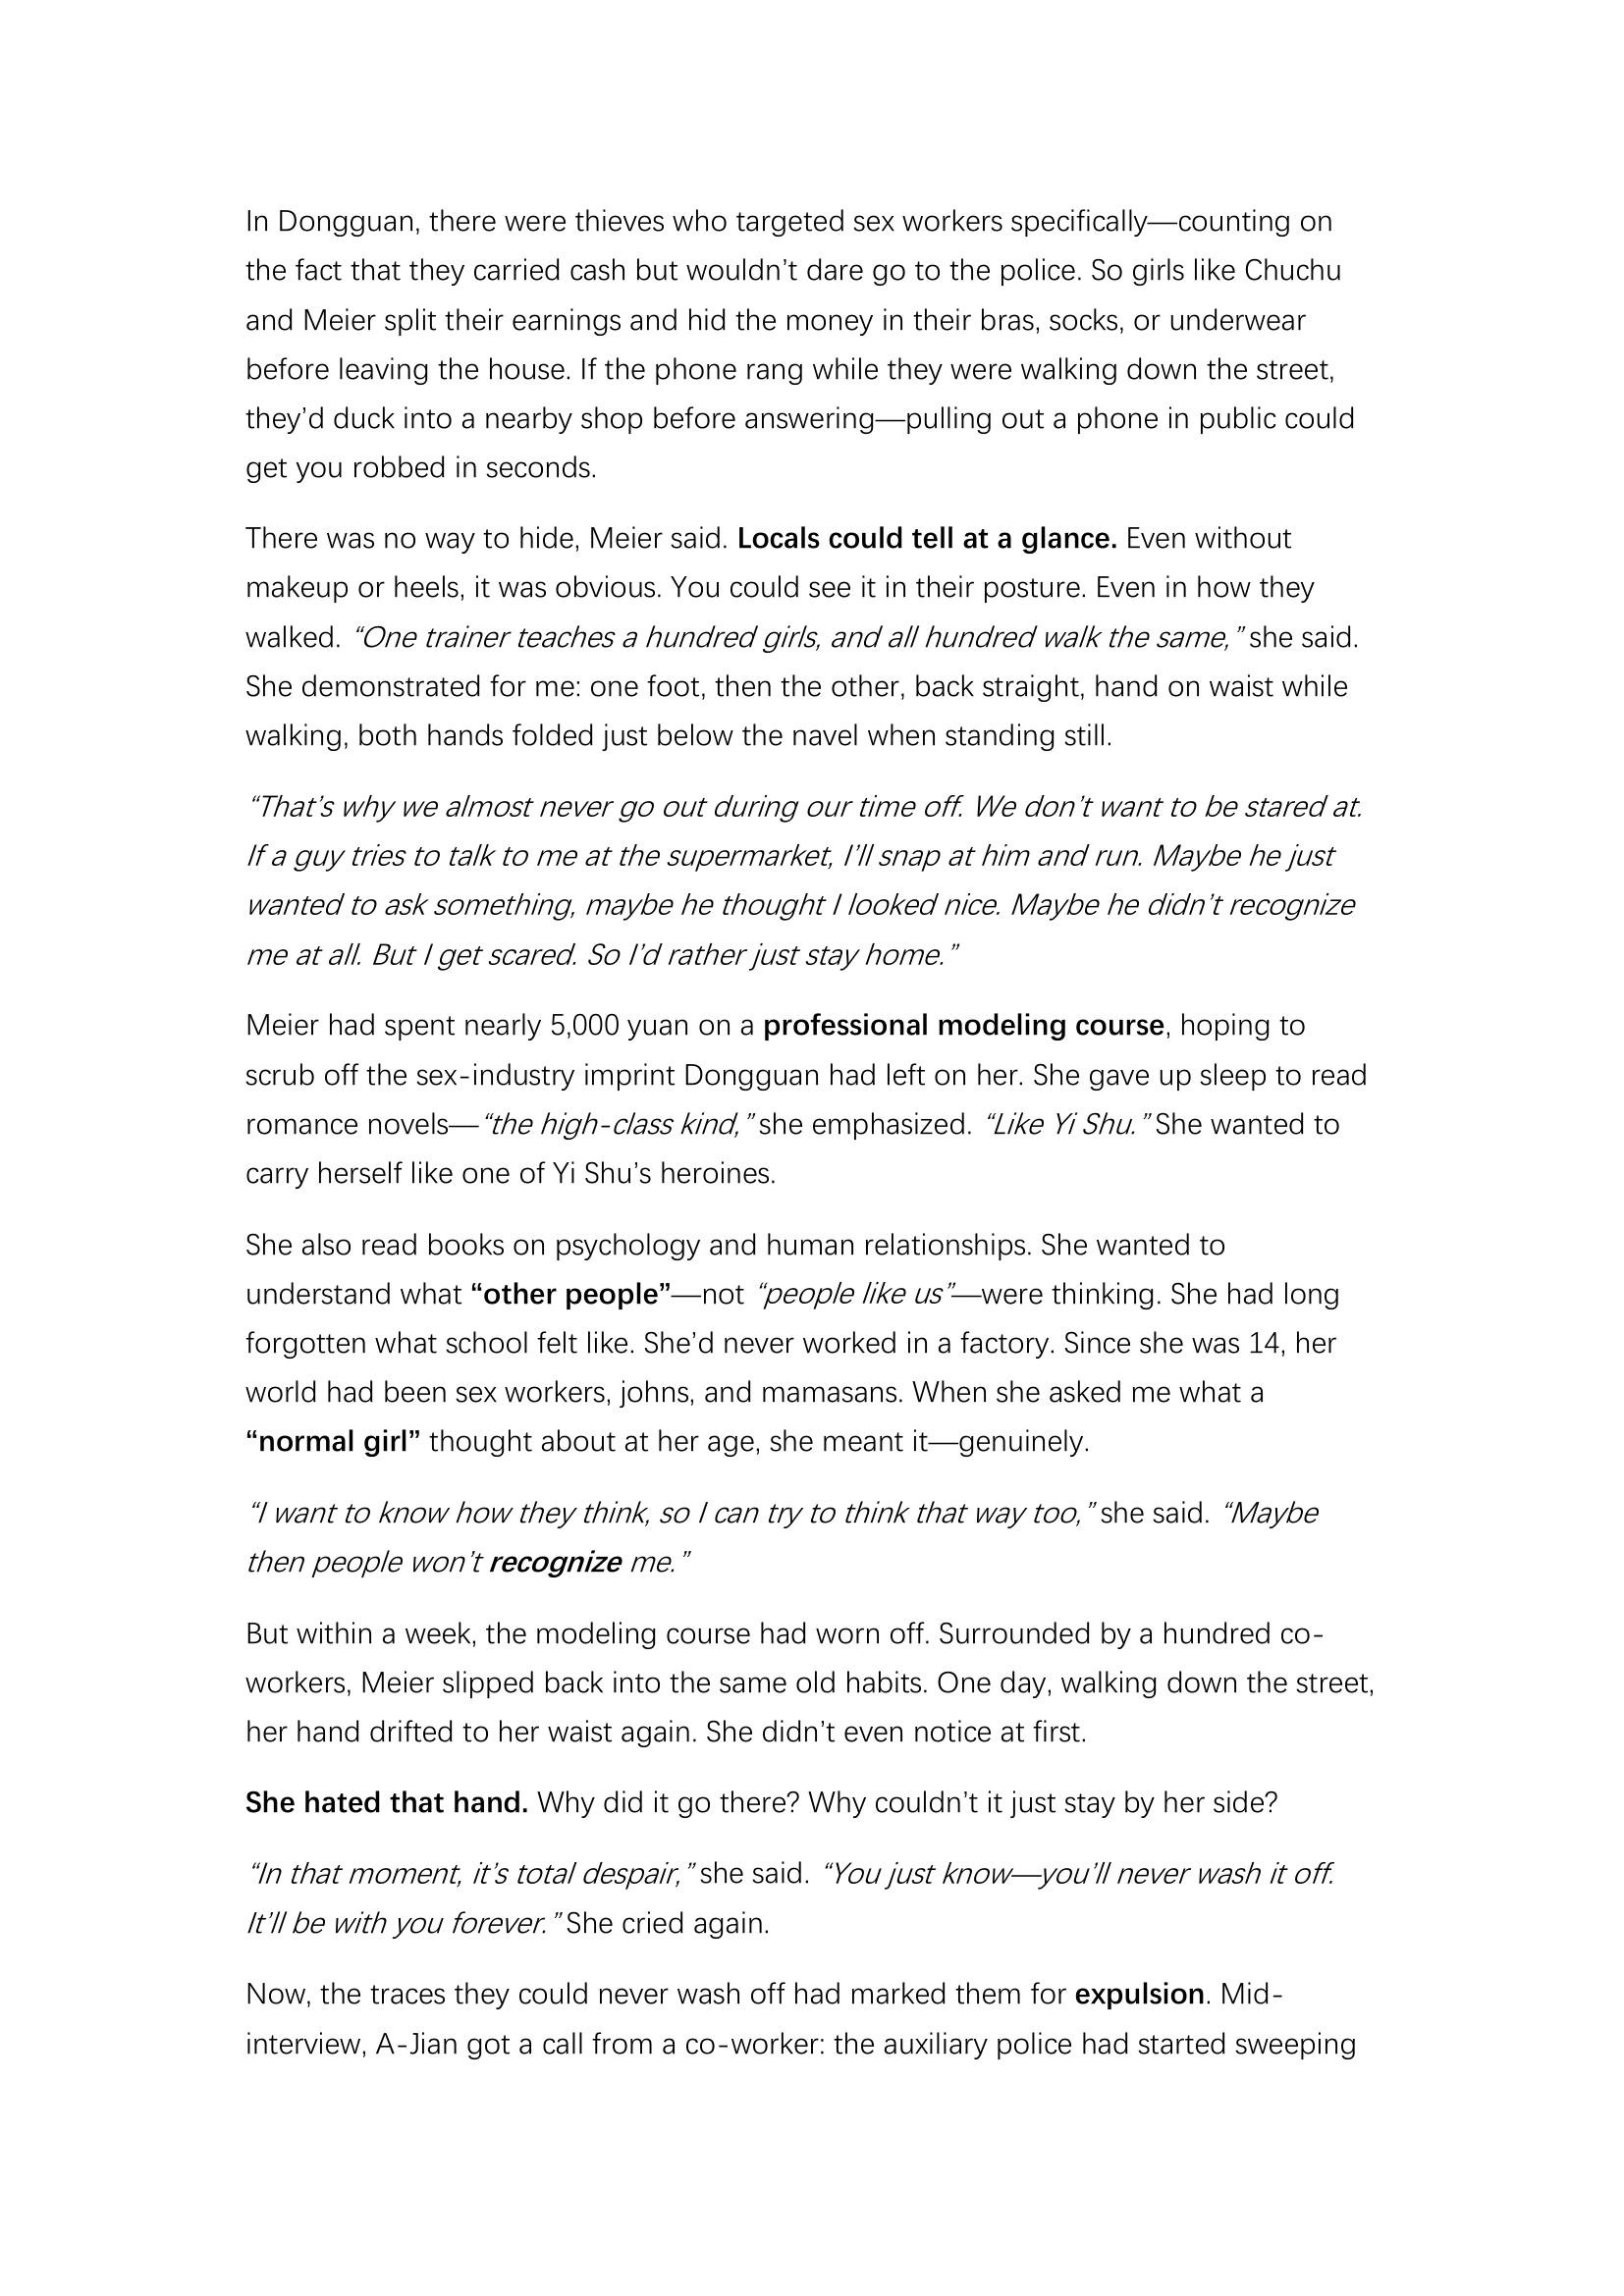 In Dongguan, there were thieves who targeted sex workers specifically—counting on
the fact that they carried cash but wouldn’t dare go to the police. So girls like Chuchu
and Meier split their earnings and hid the money in their bras, socks, or underwear
before leaving the house. If the phone rang while they were walking down the street,
they’d duck into a nearby shop before answering—pulling out a phone in public could
get you robbed in seconds.
There was no way to hide, Meier said. Locals could tell at a glance. Even without
makeup or heels, it was obvious. You could see it in their posture. Even in how they
walked. “One trainer teaches a hundred girls, and all hundred walk the same,” she said.
She demonstrated for me: one foot, then the other, back straight, hand on waist while
walking, both hands folded just below the navel when standing still.
“That’s why we almost never go out during our time off. We don’t want to be stared at.
If a guy tries to talk to me at the supermarket, I’ll snap at him and run. Maybe he just
wanted to ask something, maybe he thought I looked nice. Maybe he didn’t recognize
me at all. But I get scared. So I’d rather just stay home.”
Meier had spent nearly 5,000 yuan on a professional modeling course, hoping to
scrub off the sex-industry imprint Dongguan had left on her. She gave up sleep to read
romance novels—“the high-class kind,” she emphasized. “Like Yi Shu.” She wanted to
carry herself like one of Yi Shu’s heroines.
She also read books on psychology and human relationships. She wanted to
understand what “other people”—not “people like us”—were thinking. She had long
forgotten what school felt like. She’d never worked in a factory. Since she was 14, her
world had been sex workers, johns, and mamasans. When she asked me what a
“normal girl” thought about at her age, she meant it—genuinely.
“I want to know how they think, so I can try to think that way too,” she said. “Maybe
then people won’t recognize me.”
But within a week, the modeling course had worn off. Surrounded by a hundred co-
workers, Meier slipped back into the same old habits. One day, walking down the street,
her hand drifted to her waist again. She didn’t even notice at first.
She hated that hand. Why did it go there? Why couldn’t it just stay by her side?
“In that moment, it’s total despair,” she said. “You just know—you’ll never wash it off.
It’ll be with you forever.” She cried again.
Now, the traces they could never wash off had marked them for expulsion. Mid-
interview, A-Jian got a call from a co-worker: the auxiliary police had started sweeping